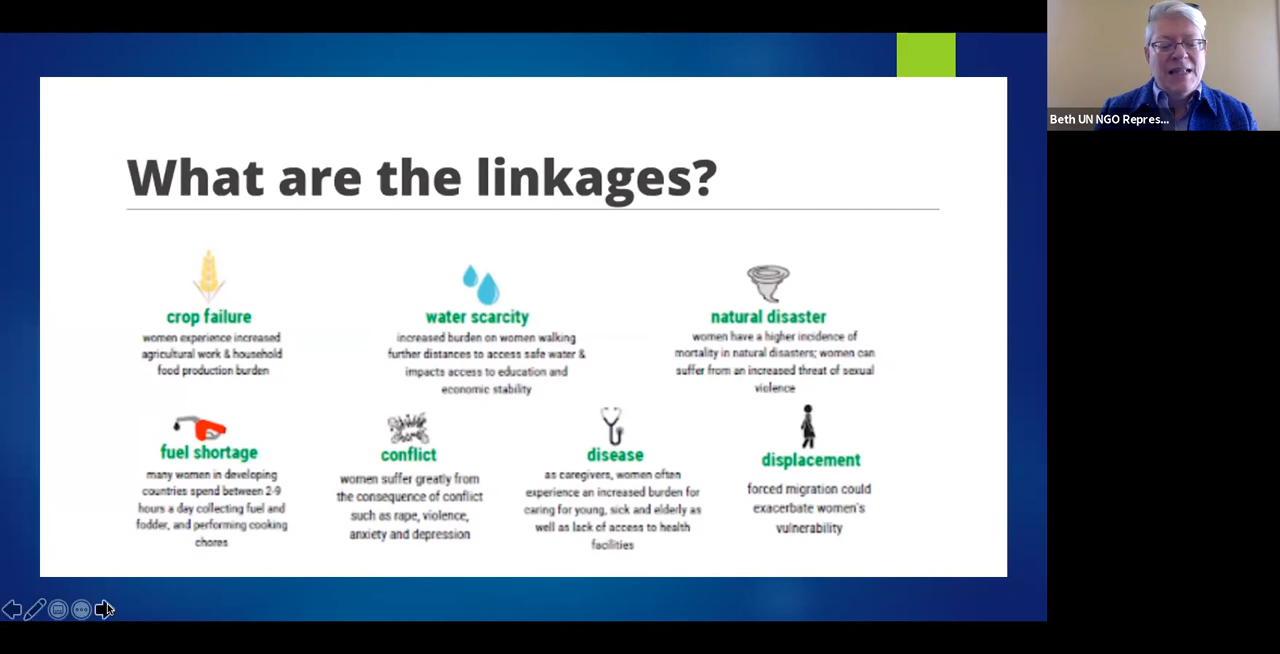 What are the linkages?
crop failure
women experience increased
agricultural work & household
food production burden
water scarcity
increased burden on women walking
further distances to access safe water &
impacts access to education and
economic stability
natural disaster
women have a higher incidence of
mortality in natural disasters; women can
suffer from an increased threat of sexual
violence
fuel shortage
many women in developing
countries spend between 2-9
hours a day collecting fuel and
fodder, and performing cooking
chores
conflict
women suffer greatly from
the consequence of conflict
such as rape, violence,
anxiety and depression
disease
as caregivers, women often
experience an increased burden for
caring for young, sick and elderly as
well as lack of access to health
facilities
displacement
forced migration could
exacerbate women's
vulnerability
Beth UN NGO Repres...